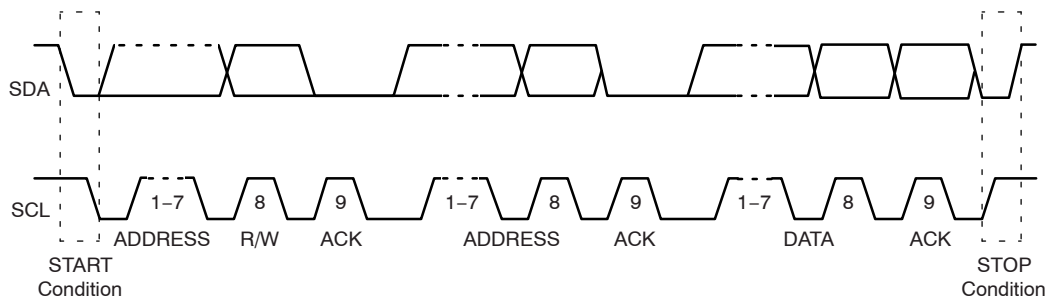 SDA
SCL
1–7 8 9 1–7 8 9 1–7 8 9
ADDRESS R/W ACK ADDRESS ACK DATA ACK
START
Condition
STOP
Condition